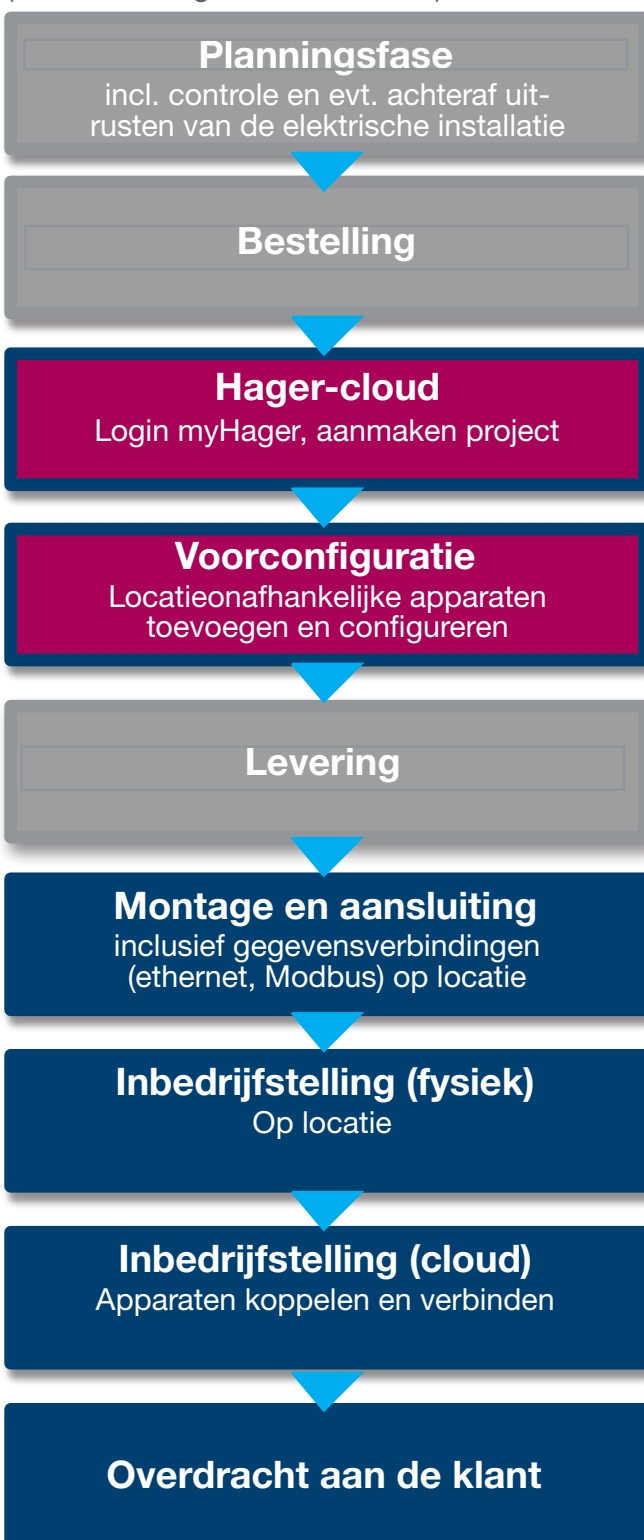 Planningsfase
incl. controle en evt. achteraf uit-
rusten van de elektrische installatie
Bestelling
Hager-cloud
Login myHager, aanmaken project
Voorconfiguratie
Locatieonafhankelijke apparaten
toevoegen en configureren
Levering
Montage en aansluiting
inclusief gegevensverbindingen
(ethernet, Modbus) op locatie
Inbedrijfstelling (fysiek)
Op locatie
Inbedrijfstelling (cloud)
Apparaten koppelen en verbinden
Overdracht aan de klant